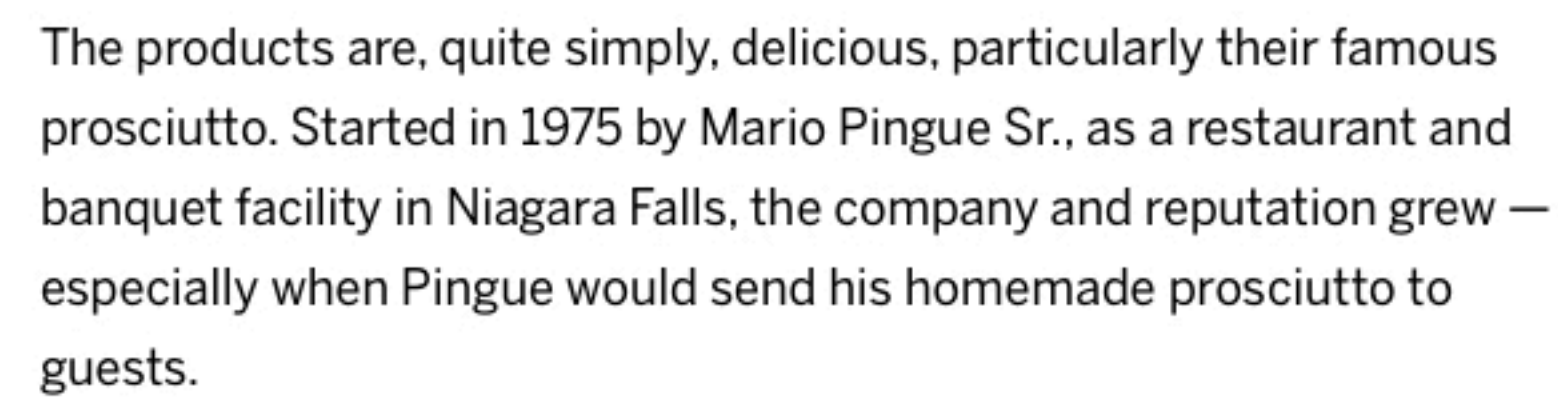 The products are, quite simply, delicious, particularly their famous
prosciutto. Started in 1975 by Mario Pingue Sr., as a restaurant and
banquet facility in Niagara Falls, the company and reputation grew —
especially when Pingue would send his homemade prosciutto to
guests.